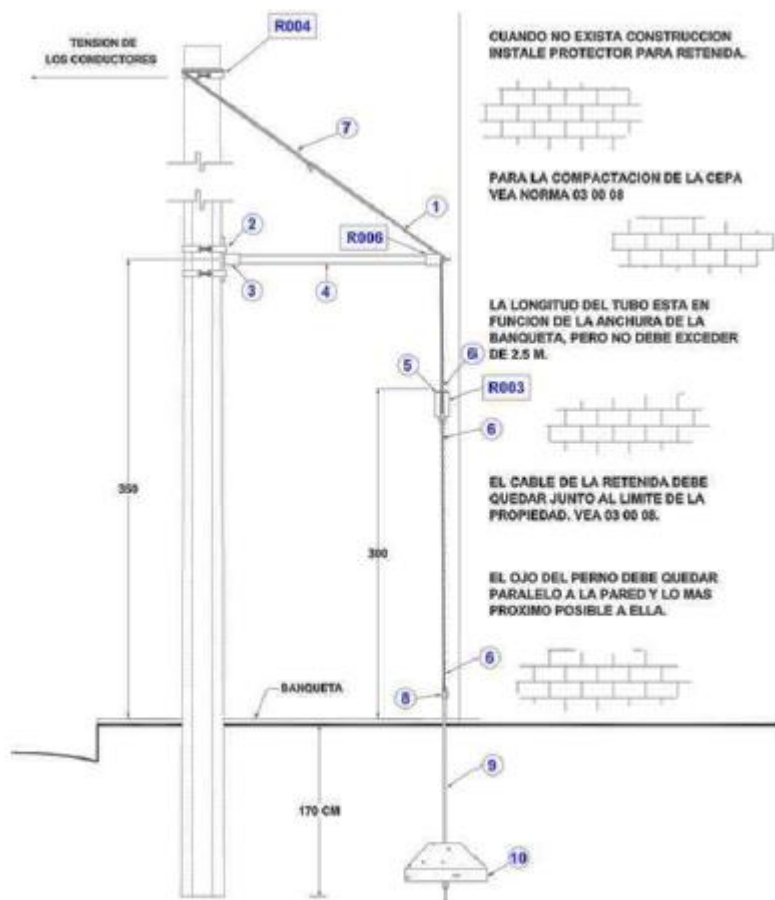 TENSION DE
LOS CONDUCTORES
R004
7
1
2
R006
3
4
6i
5
R003
6
350
300
6
8
BANQUETA
9
170 CM
10
CUANDO NO EXISTA CONSTRUCCION
INSTALE PROTECTOR PARA RETENIDA.
PARA LA COMPACTACION DE LA CEPA
VEA NORMA 03 00 08
LA LONGITUD DEL TUBO ESTA EN
FUNCION DE LA ANCHURA DE LA
BANQUETA, PERO NO DEBE EXCEDER
DE 2.5 M.
EL CABLE DE LA RETENIDA DEBE
QUEDAR JUNTO AL LIMITE DE LA
PROPIEDAD. VEA 03 00 08.
EL OJO DEL PERNO DEBE QUEDAR
PARALELO A LA PARED Y LO MAS
PROXIMO POSIBLE A ELLA.